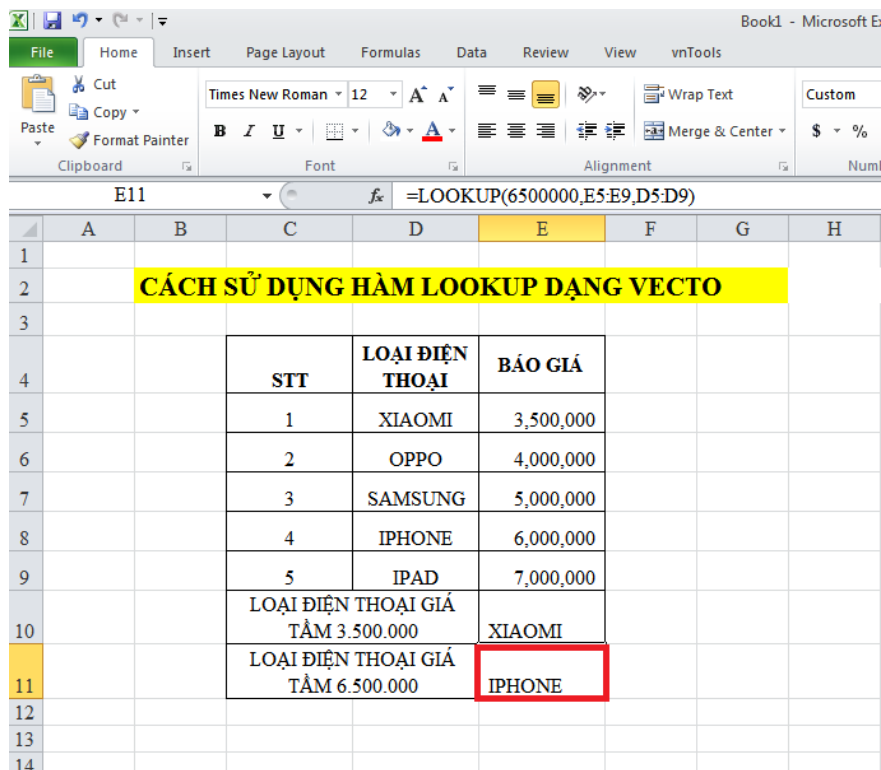 Book1 - Microsoft Ex
File Home Insert Page Layout Formulas Data Review View vnTools
Cut
Copy
Format Painter
Paste
Clipboard
Times New Roman 12 A A
B I U A
Font
Wrap Text
Merge & Center
Alignment
Custom
$ %
Num
E11 fx =LOOKUP(6500000,E5:E9,D5:D9)
A B C D E F G H
1
2 CÁCH SỬ DỤNG HÀM LOOKUP DẠNG VECTO
3
LOẠI ĐIỆN
4 STT THOẠI BÁO GIÁ
5 1 XIAOMI 3,500,000
6 2 OPPO 4,000,000
7 3 SAMSUNG 5,000,000
8 4 IPHONE 6,000,000
9 5 IPAD 7,000,000
LOẠI ĐIỆN THOẠI GIÁ
10 TẦM 3.500.000 XIAOMI
LOẠI ĐIỆN THOẠI GIÁ
11 TẦM 6.500.000 IPHONE
12
13
14